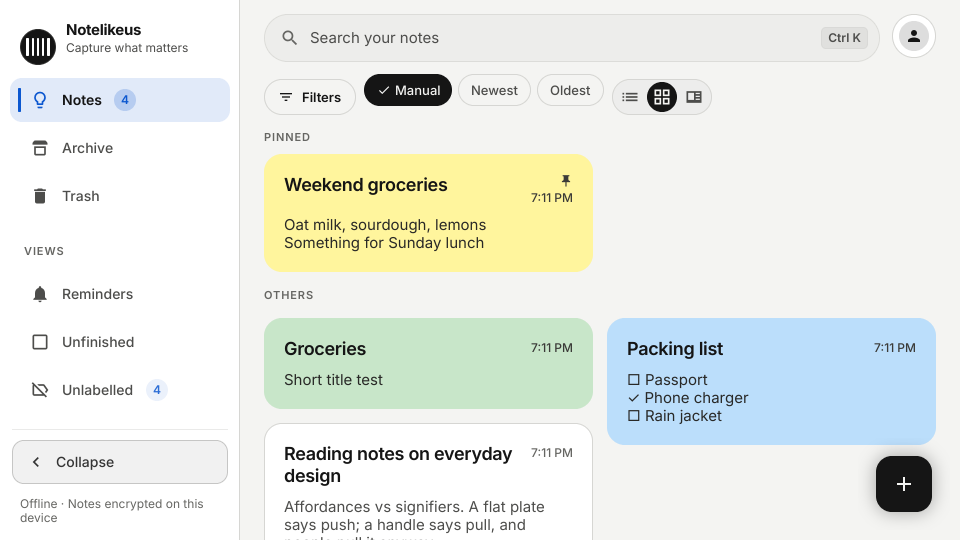 Notelikeus
Capture what matters
Notes 4
Archive
Trash
VIEWS
Reminders
Unfinished
Unlabelled 4
Collapse
Offline · Notes encrypted on this
device
Search your notes Ctrl K
Filters Manual Newest Oldest
PINNED
Weekend groceries
7:11 PM
Oat milk, sourdough, lemons
Something for Sunday lunch
OTHERS
Groceries 7:11 PM
Short title test
Packing list 7:11 PM
Passport
Phone charger
Rain jacket
Reading notes on everyday 7:11 PM
design
Affordances vs signifiers. A flat plate
says push; a handle says pull, and